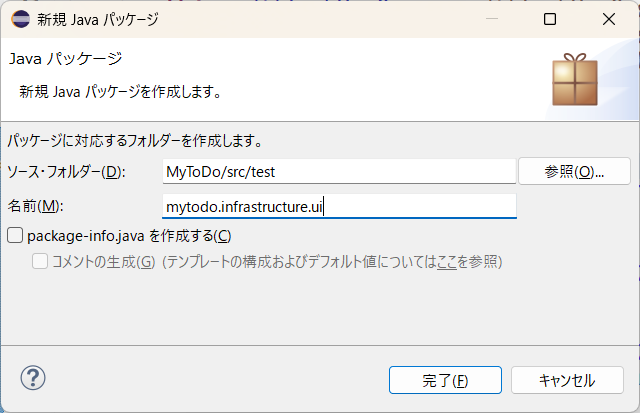 新規 Java パッケージ
Java パッケージ
新規 Java パッケージを作成します。
パッケージに対応するフォルダーを作成します。
ソース・フォルダー(D): MyToDo/src/test 参照(O)...
名前(M): mytodo.infrastructure.ui
package-info.java を作成する(C)
コメントの生成(G) (テンプレートの構成およびデフォルト値についてはここを参照)
? 完了(F) キャンセル